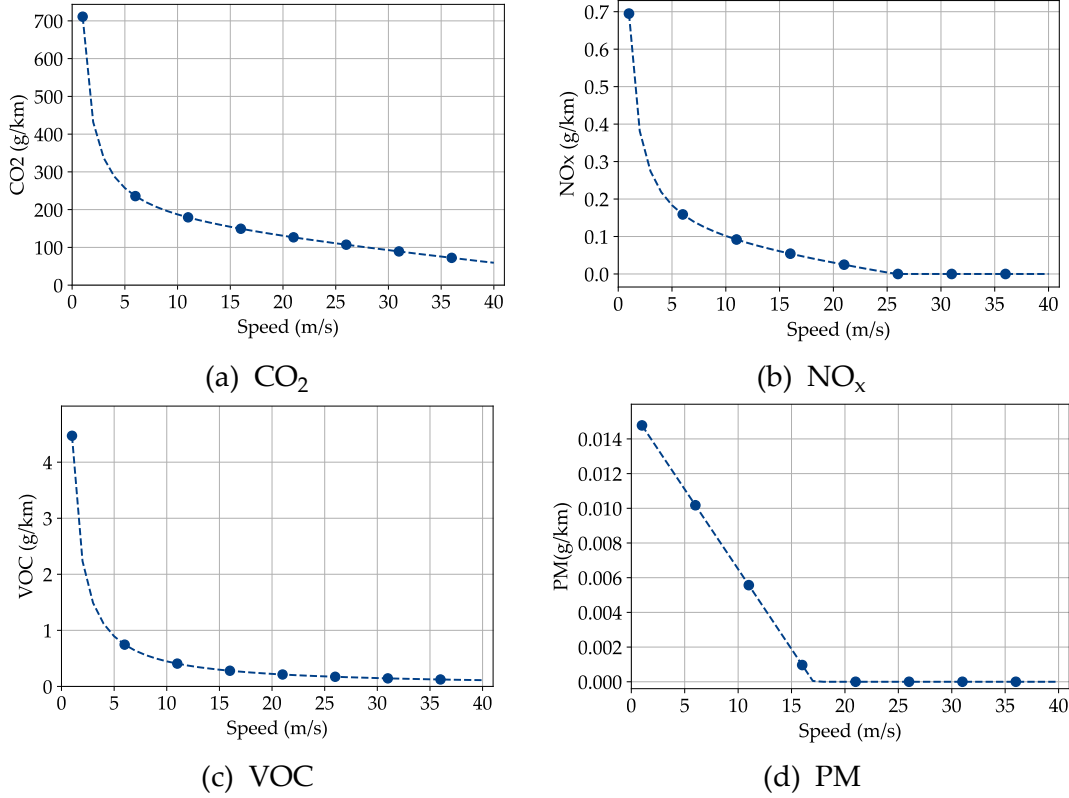 700
600
500
400
300
200
100
0
CO2 (g/km)
0 5 10 15 20 25 30 35 40
Speed (m/s)
(a) CO2
0.7
0.6
0.5
0.4
0.3
0.2
0.1
0.0
NOx (g/km)
0 5 10 15 20 25 30 35 40
Speed (m/s)
(b) NOx
4
3
2
1
0
VOC (g/km)
0 5 10 15 20 25 30 35 40
Speed (m/s)
(c) VOC
0.014
0.012
0.010
0.008
0.006
0.004
0.002
0.000
PM(g/km)
0 5 10 15 20 25 30 35 40
Speed (m/s)
(d) PM